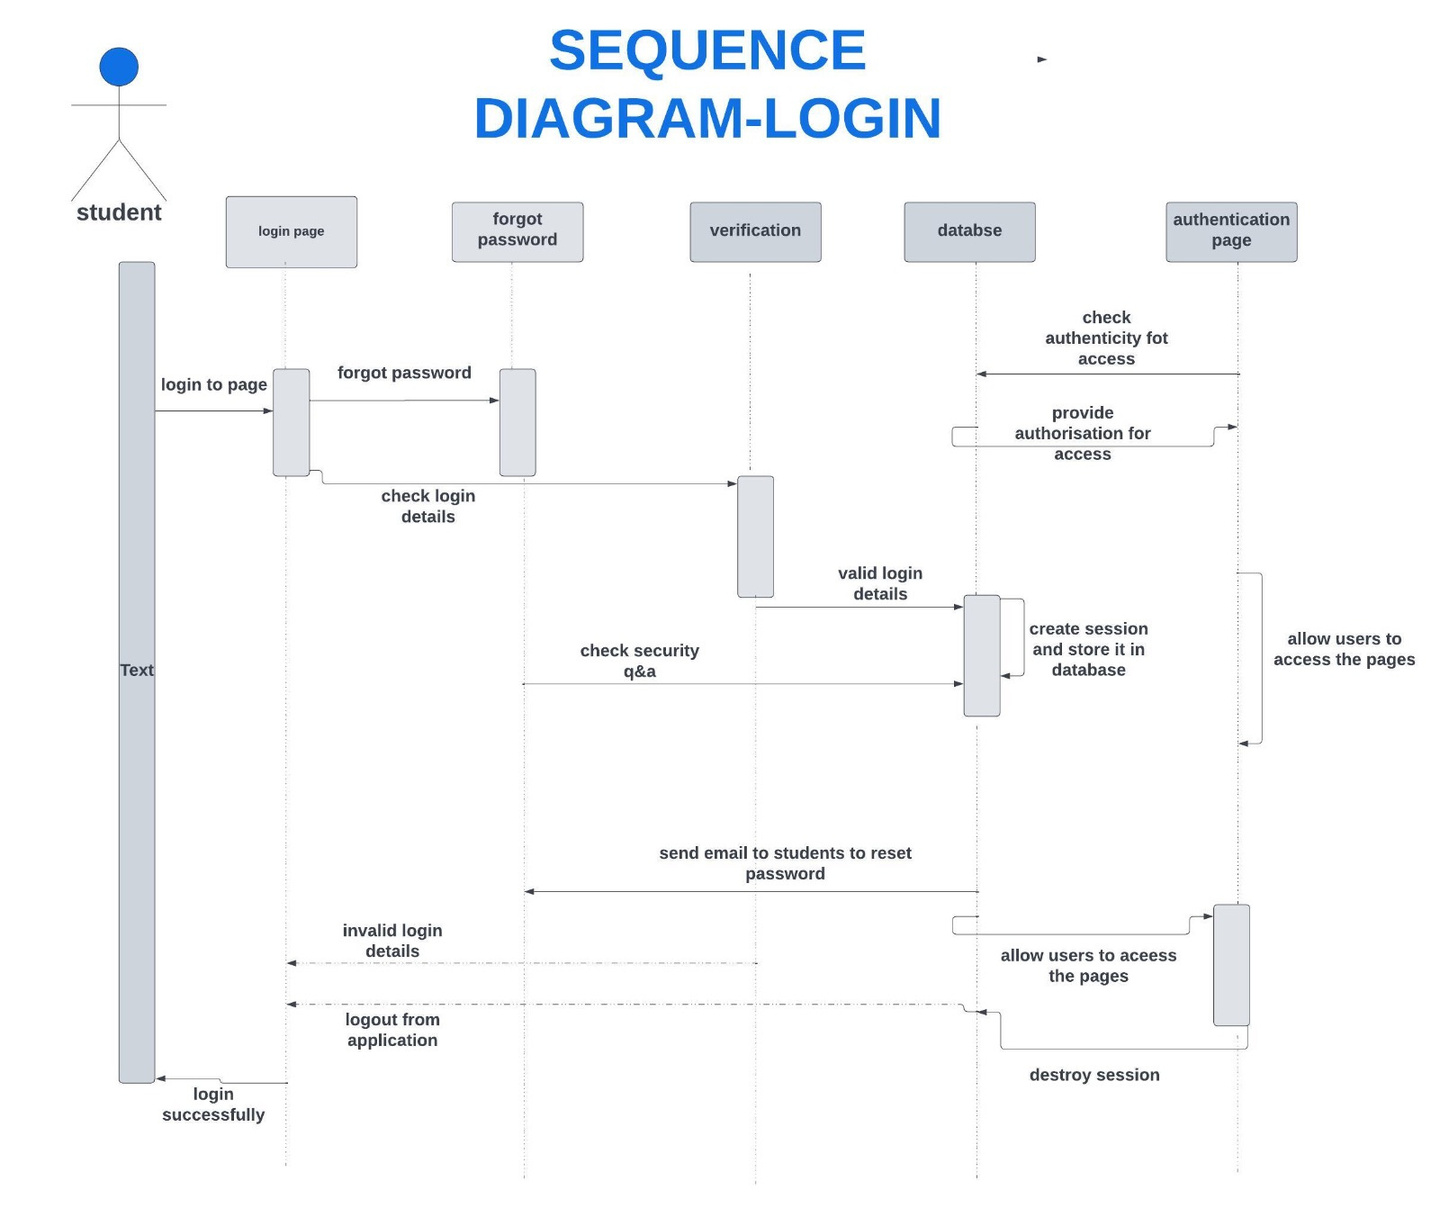 SEQUENCE
DIAGRAM-LOGIN
student
login page
forgot
password
verification
databse
authentication
page
check
authenticity fot
access
login to page
forgot password
provide
authorisation for
access
check login
details
valid login
details
create session
and store it in
database
allow users to
access the pages
check security
q&a
Text
send email to students to reset
password
invalid login
details
allow users to aceess
the pages
logout from
application
destroy session
login
successfully